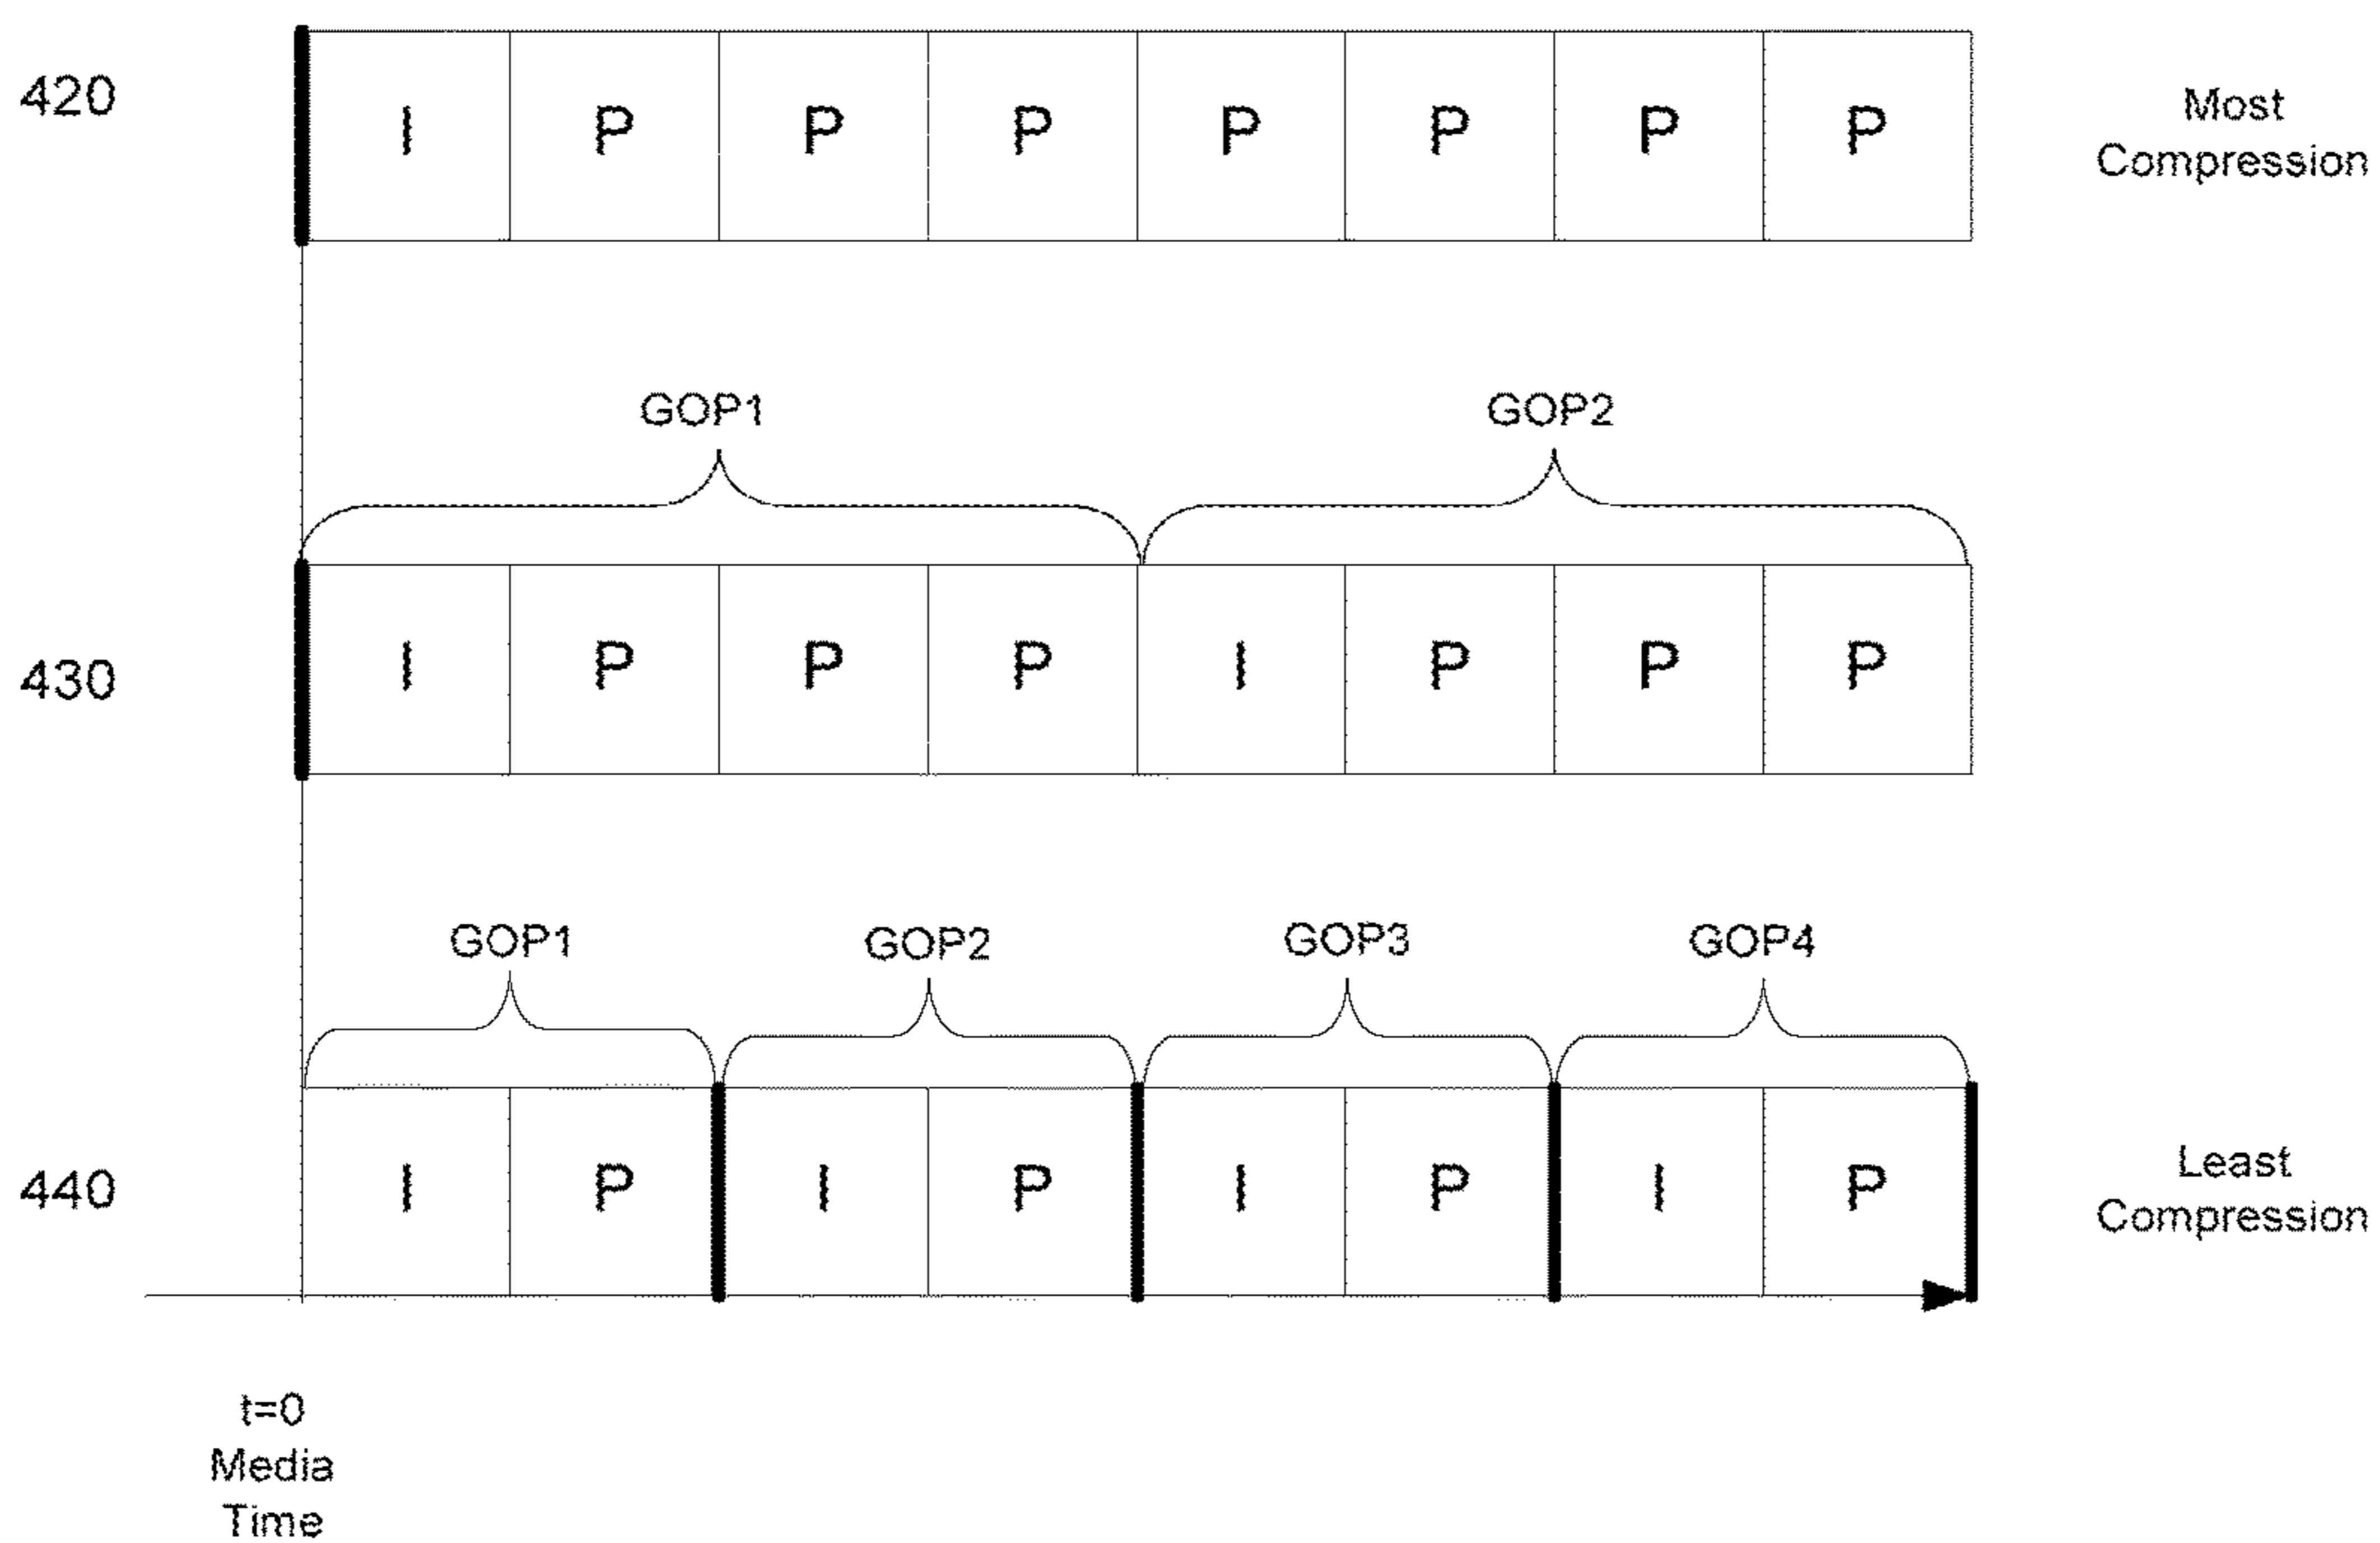 420
I P P P P P P P
Most
Compression
GOP1 GOP2
430
I P P P I P P P
GOP1 GOP2 GOP3 GOP4
440
I P I P I P I P
Least
Compression
t=0
Media
Time